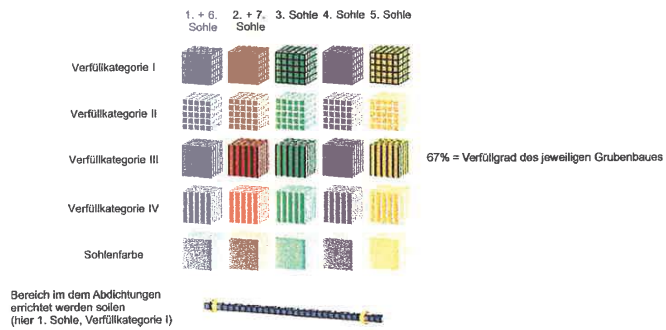 1. + 6. Sohle
2. + 7. Sohle
3. Sohle
4. Sohle
5. Sohle
Verfüllkategorie I
Verfüllkategorie II
Verfüllkategorie III
67% = Verfüllgrad des jeweiligen Grubenbaues
Verfüllkategorie IV
Sohlenfarbe
Bereich im dem Abdichtungen
errichtet werden sollen
(hier 1. Sohle, Verfüllkategorie I)